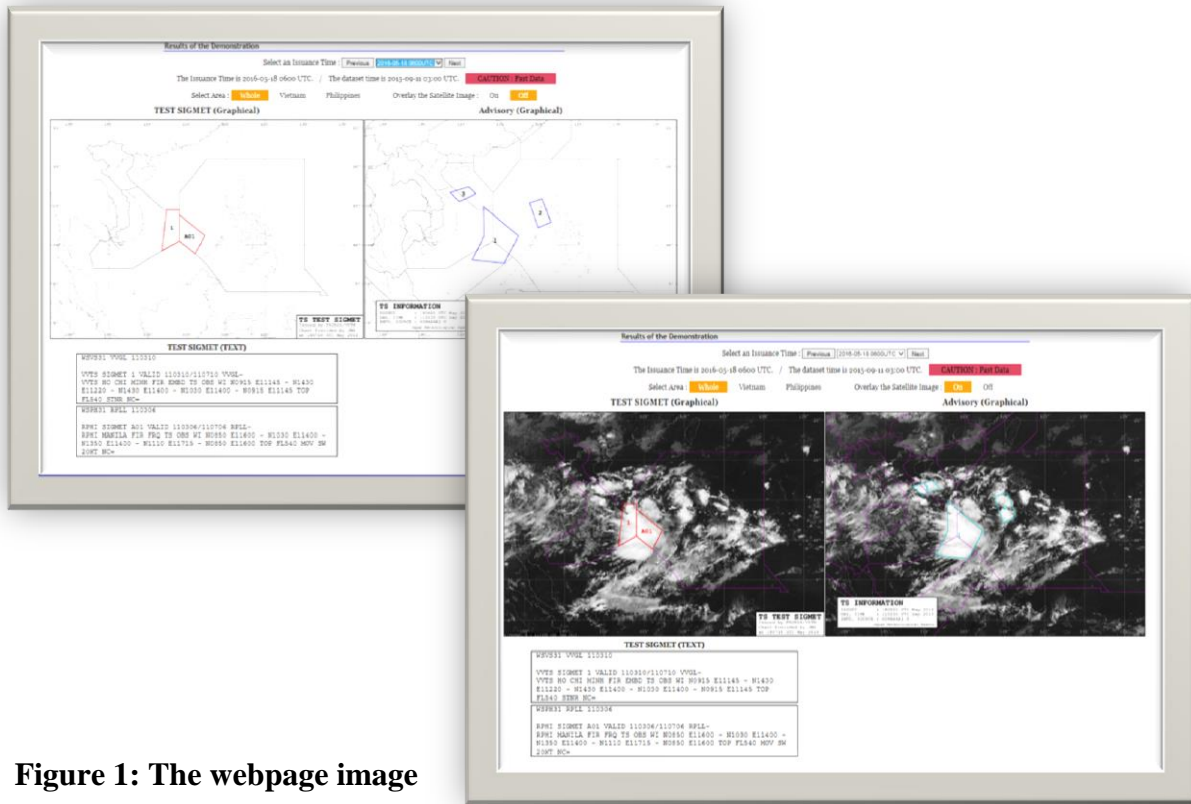 Results of the Demonstration
Select an Issuance Time : Previous 2016-05-18 0600UTC Next
The Issuance Time is 2016-05-18 0600 UTC. / The dataset time is 2015-09-11 03:00 UTC. CAUTION : Past Data
Select Area : Whole Vietnam Philippines Overlay the Satellite Image : On Off
TEST SIGMET (Graphical) Advisory (Graphical)
3
2
1 A01 1
TS INFORMATION
TS TEST SIGMET
TEST SIGMET (TEXT)
WSVS31 VVGL 110310
VVTS SIGMET 1 VALID 110310/110710 VVGL-
VVTS HO CHI MINH FIR EMBD TS OBS WI N0915 E11145 - N1430
E11220 - N1430 E11400 - N1030 E11400 - N0915 E11145 TOP
FL540 STNR NC=
WSPH31 RPLL 110306
RPHI SIGMET A01 VALID 110306/110706 RPLL-
RPHI MANILA FIR FRQ TS OBS WI N0850 E11600 - N1030 E11400 -
N1350 E11400 - N1110 E11715 - N0850 E11600 TOP FL540 MOV SW
20KT NC=
Results of the Demonstration
Select an Issuance Time : Previous 2016-05-18 0600UTC Next
The Issuance Time is 2016-05-18 0600 UTC. / The dataset time is 2015-09-11 03:00 UTC. CAUTION : Past Data
Select Area : Whole Vietnam Philippines Overlay the Satellite Image : On Off
TEST SIGMET (Graphical) Advisory (Graphical)
1 A01
TS INFORMATION
TS TEST SIGMET
TEST SIGMET (TEXT)
WSVS31 VVGL 110310
VVTS SIGMET 1 VALID 110310/110710 VVGL-
VVTS HO CHI MINH FIR EMBD TS OBS WI N0915 E11145 - N1430
E11220 - N1430 E11400 - N1030 E11400 - N0915 E11145 TOP
FL540 STNR NC=
WSPH31 RPLL 110306
RPHI SIGMET A01 VALID 110306/110706 RPLL-
RPHI MANILA FIR FRQ TS OBS WI N0850 E11600 - N1030 E11400 -
N1350 E11400 - N1110 E11715 - N0850 E11600 TOP FL540 MOV SW
20KT NC=
Figure 1: The webpage image